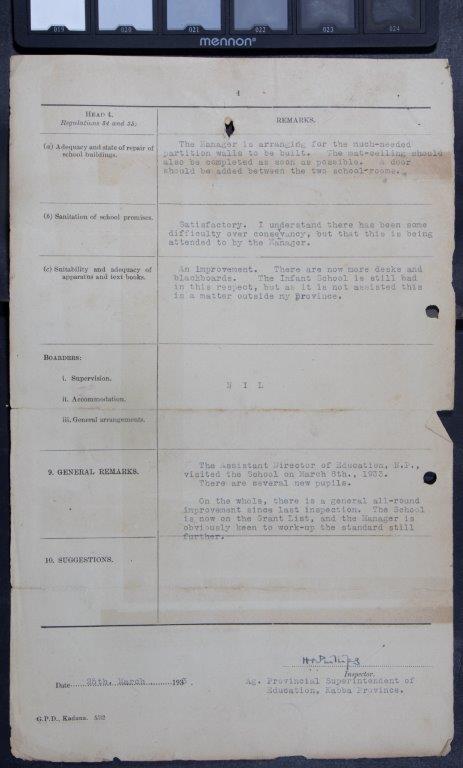 019 020 021 022 023 024
mennon
4
HEAD 4.
Regulations 34 and 35:
REMARKS.
(a) Adequacy and state of repair of
school buildings.
The Manager is arranging for the much-needed
partition walls to be built. The mat-ceiling should
also be completed as soon as possible. A door
should be added between the two school-rooms.
(b) Sanitation of school premises.
Satisfactory. I understand there has been some
difficulty over consevancy, but that this is being
attended to by the Manager.
(c) Suitability and adequacy of
apparatus and text books.
An improvement. There are now more desks and
blackboards. The Infant School is still bad
in this respect, but as it is not assisted this
is a matter outside my province.
BOARDERS:
i. Supervision.
ii. Accommodation.
iii. General arrangements.
N I L
9. GENERAL REMARKS.
The Assistant Director of Education, N.P.,
visited the School on March 8th., 1933.
There are several new pupils.
On the whole, there is a general all-round
improvement since last inspection. The School
is now on the Grant List, and the Manager is
obviously keen to work-up the standard still
further.
10. SUGGESTIONS.
Inspector.
Date 25th. March 1933.
Ag. Provincial Superintendent of
Education, Kabba Province.
G.P.D., Kaduna.